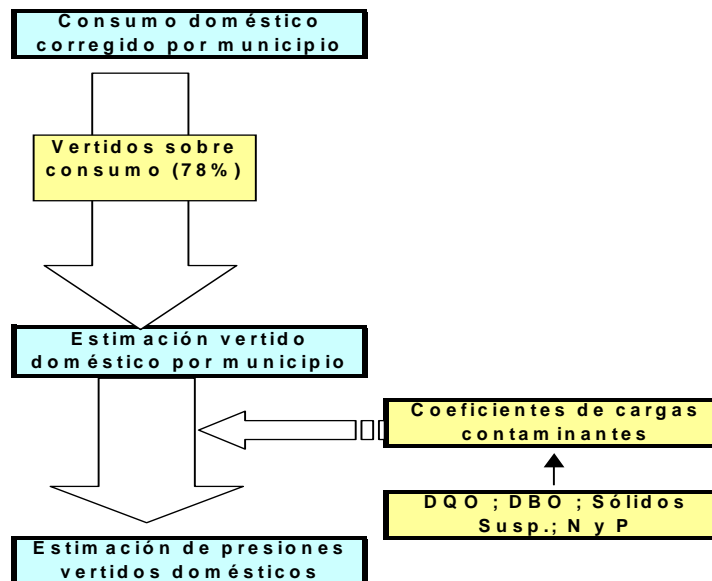 Consumo doméstico
corregido por municipio
Vertidos sobre
consumo (78%)
Estimación vertido
doméstico por municipio
Coeficientes de cargas
contaminantes
DQO ; DBO ; Sólidos
Susp.; N y P
Estimación de presiones
vertidos domésticos